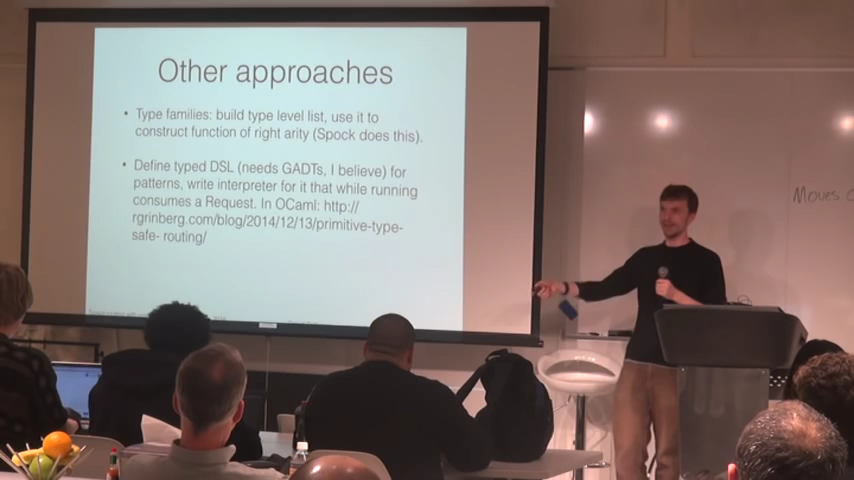 Other approaches
• Type families: build type level list, use it to
construct function of right arity (Spock does this).
• Define typed DSL (needs GADTs, I believe) for
patterns, write interpreter for it that while running
consumes a Request. In OCaml: http://
rgrinberg.com/blog/2014/12/13/primitive-type-
safe- routing/
Moves